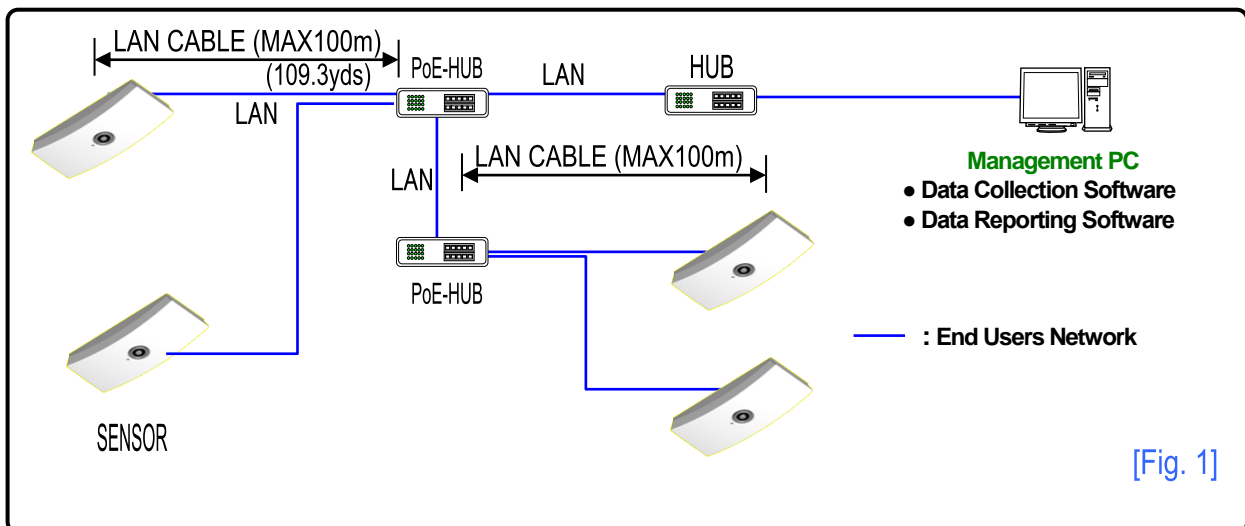 LAN CABLE (MAX100m)
(109.3yds)
PoE-HUB
LAN
HUB
LAN
LAN CABLE (MAX100m)
LAN
Management PC
● Data Collection Software
● Data Reporting Software
PoE-HUB
: End Users Network
SENSOR
[Fig. 1]